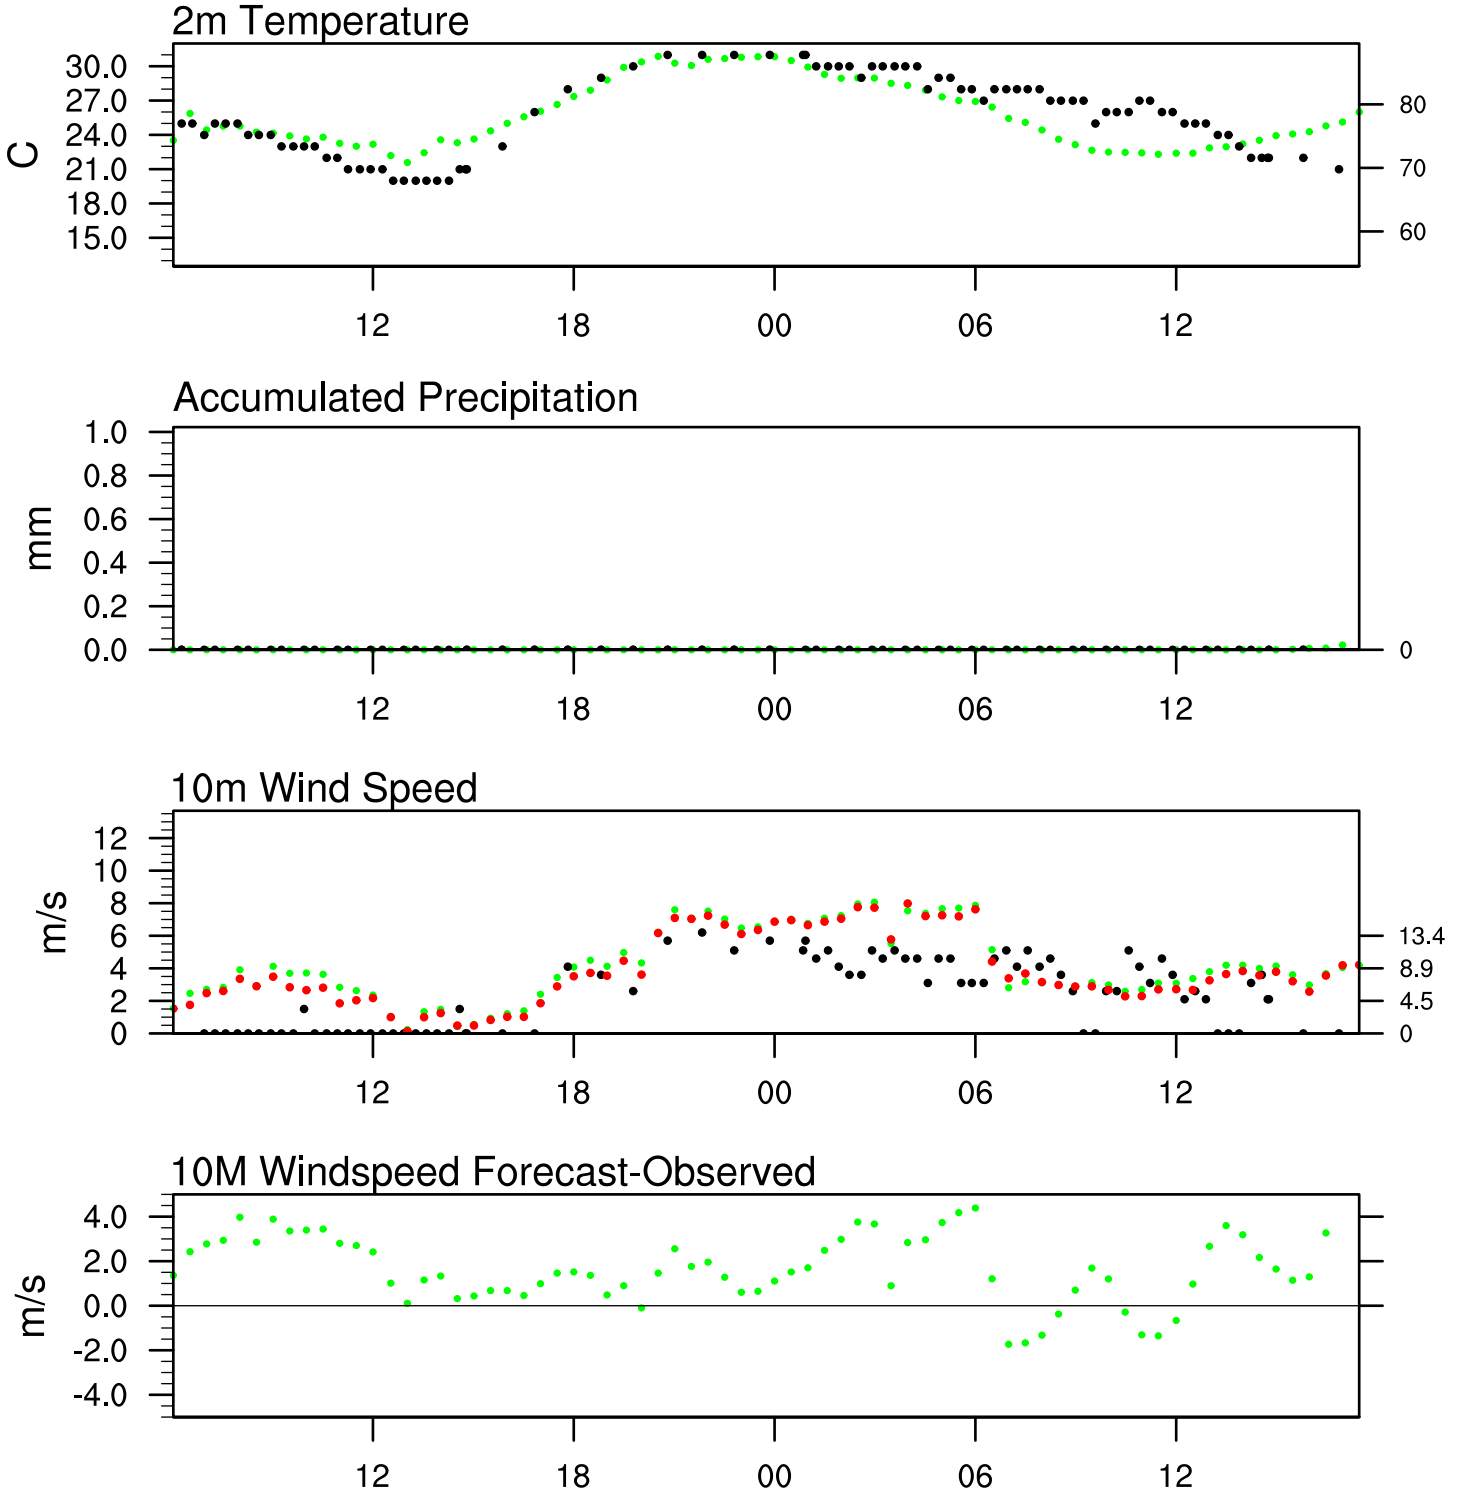 2m Temperature
30.0
27.0
24.0
21.0
18.0
15.0
C
80
70
60
12 18 00 06 12
Accumulated Precipitation
1.0
0.8
0.6
0.4
0.2
0.0
mm
0
12 18 00 06 12
10m Wind Speed
12
10
8
6
4
2
0
m/s
13.4
8.9
4.5
0
12 18 00 06 12
10M Windspeed Forecast-Observed
4.0
2.0
0.0
-2.0
-4.0
m/s
12 18 00 06 12